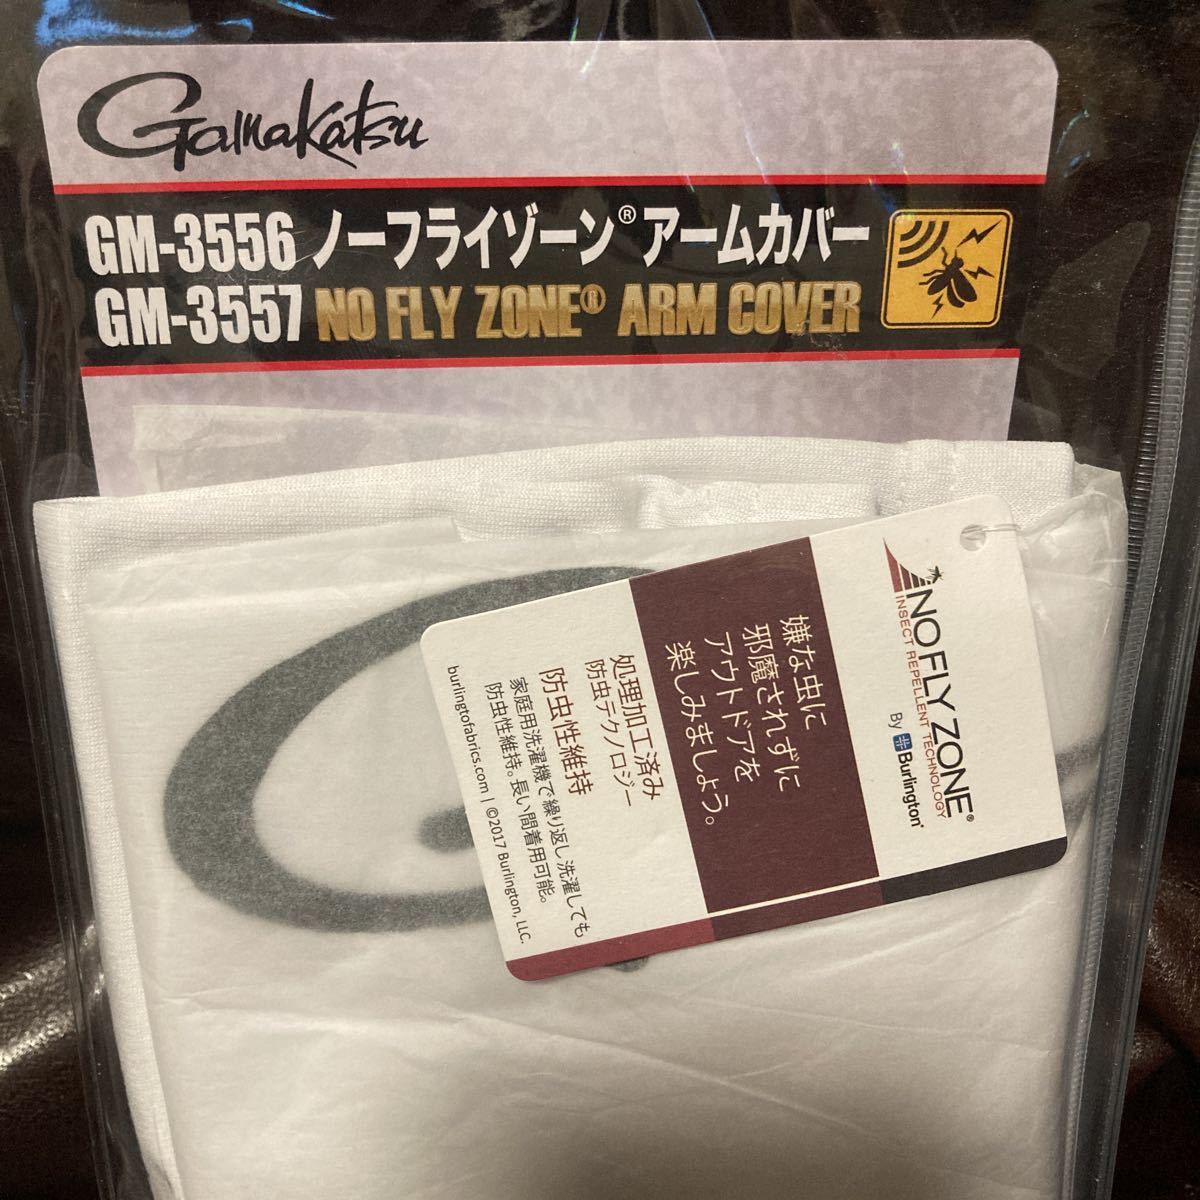 Gamakatsu
GM-3556 ノーフライゾーン® アームカバー
GM-3557 NO FLY ZONE® ARM COVER
NO FLY ZONE®
INSECT REPELLENT TECHNOLOGY
By Burlington®
嫌な虫に
邪魔されずに
アウトドアを
楽しみましょう。
処理加工済み
防虫テクノロジー
防虫性維持
家庭用洗濯機で繰り返し洗濯しても
防虫性維持。長い間着用可能。
burlingtofabrics.com | ©2017 Burlington, LLC.